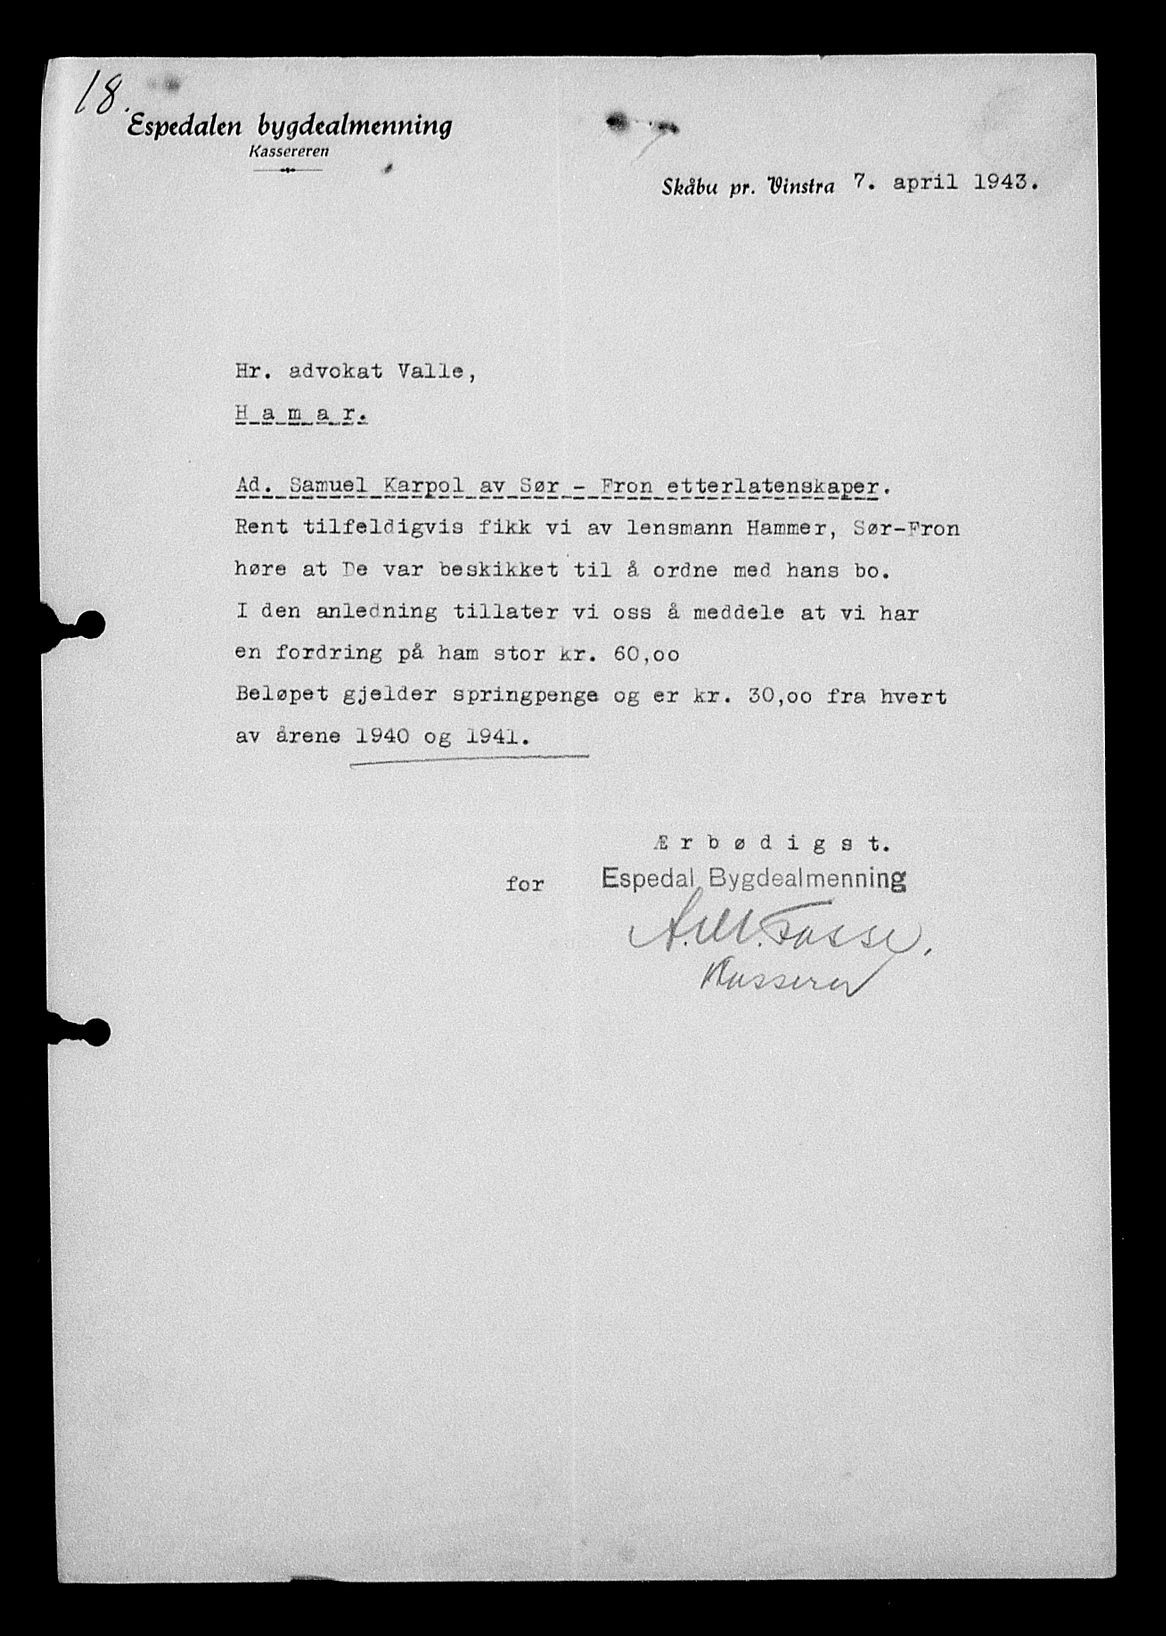 18.
Espedalen bygdealmenning
Kassereren
Skåbu pr. Vinstra 7. april 1943.
Hr. advokat Valle,
H a m a r.
Ad. Samuel Karpol av Sør - Fron etterlatenskaper.
Rent tilfeldigvis fikk vi av lensmann Hammer, Sør-Fron
høre at De var beskikket til å ordne med hans bo.
I den anledning tillater vi oss å meddele at vi har
en fordring på ham stor kr. 60,oo
Beløpet gjelder springpenge og er kr. 30,oo fra hvert
av årene 1940 og 1941.
Æ r b ø d i g s t.
for Espedal Bygdealmenning
Kasserer